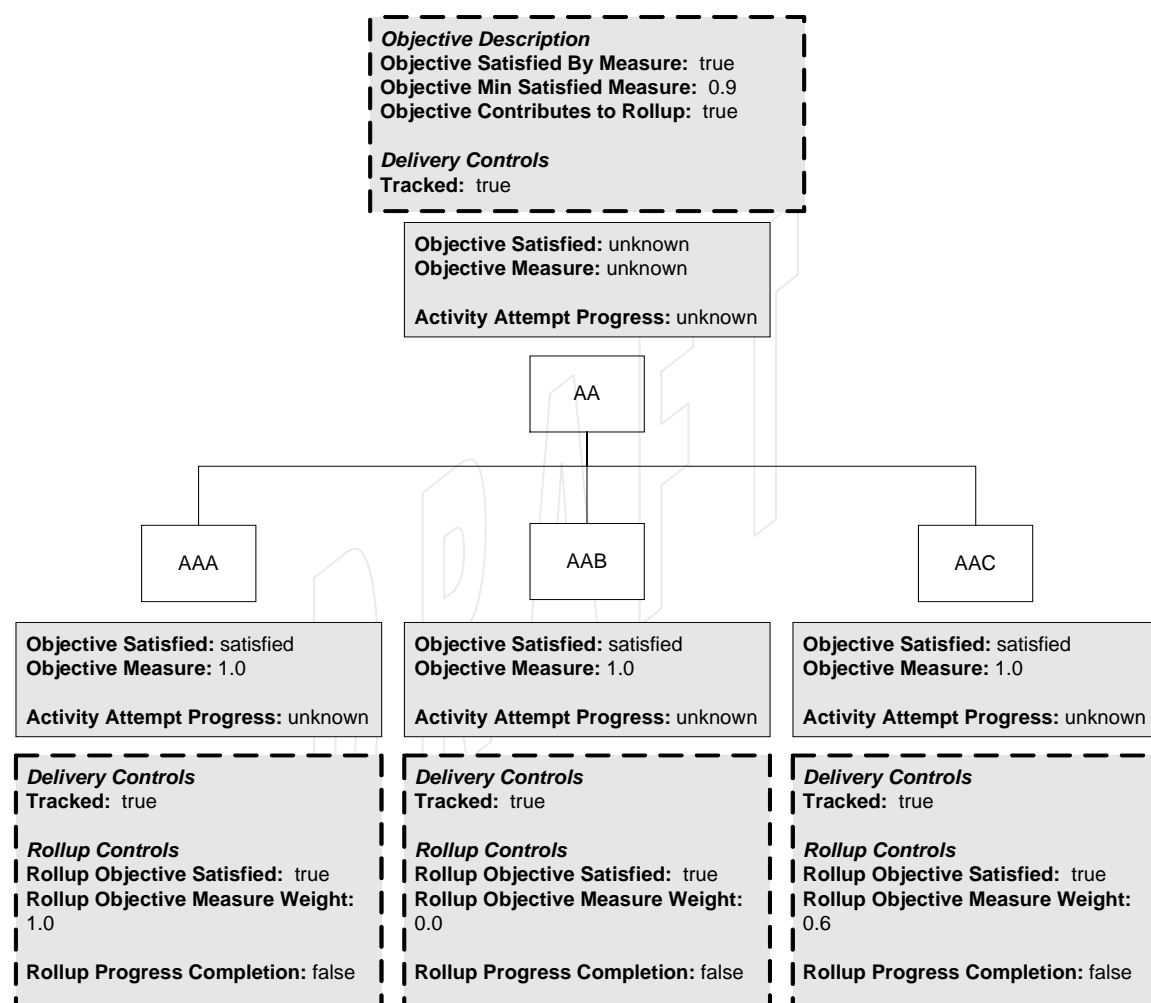 Objective Description
Objective Satisfied By Measure: true
Objective Min Satisfied Measure: 0.9
Objective Contributes to Rollup: true
Delivery Controls
Tracked: true
Objective Satisfied: unknown
Objective Measure: unknown
Activity Attempt Progress: unknown
AA
AAA
AAB
AAC
Objective Satisfied: satisfied
Objective Measure: 1.0
Activity Attempt Progress: unknown
Objective Satisfied: satisfied
Objective Measure: 1.0
Activity Attempt Progress: unknown
Objective Satisfied: satisfied
Objective Measure: 1.0
Activity Attempt Progress: unknown
Delivery Controls
Tracked: true
Rollup Controls
Rollup Objective Satisfied: true
Rollup Objective Measure Weight:
1.0
Rollup Progress Completion: false
Delivery Controls
Tracked: true
Rollup Controls
Rollup Objective Satisfied: true
Rollup Objective Measure Weight:
0.0
Rollup Progress Completion: false
Delivery Controls
Tracked: true
Rollup Controls
Rollup Objective Satisfied: true
Rollup Objective Measure Weight:
0.6
Rollup Progress Completion: false
DRAFT